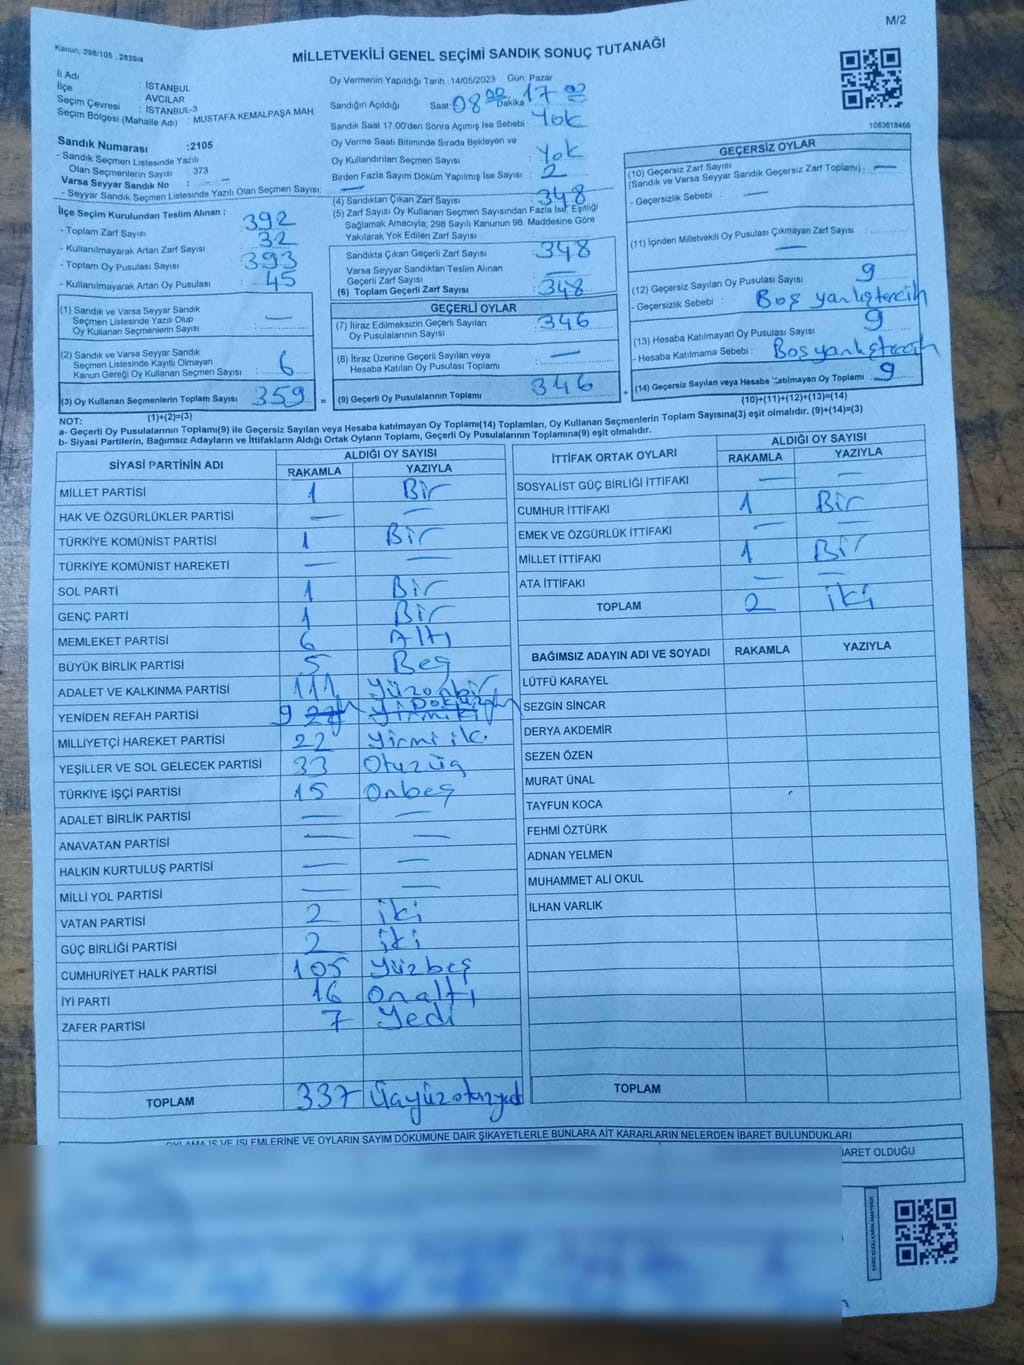 M/2
Kanun, 298/105 , 2839/4
MİLLETVEKİLİ GENEL SEÇİMİ SANDIK SONUÇ TUTANAĞI
İl Adı : İSTANBUL
İlçe : AVCILAR
Seçim Çevresi : İSTANBUL-3
Seçim Bölgesi (Mahalle Adı) : MUSTAFA KEMALPAŞA MAH
Oy Vermenin Yapıldığı Tarih : 14/05/2023 Gün: Pazar
Sandığın Açıldığı Saat: 08 00 Dakika 17 00
Sandık Saat 17.00'den Sonra Açımış İse Sebebi : Yok
Oy Verme Saati Bitiminde Sırada Bekleyen ve
Oy Kullandırılan Seçmen Sayısı : Yok
Birden Fazla Sayım Döküm Yapılmış İse Sayısı : 2
1083618466
Sandık Numarası :2105
- Sandık Seçmen Listesinde Yazılı
Olan Seçmenlerin Sayısı : 373
Varsa Seyyar Sandık No : —
- Seyyar Sandık Seçmen Listesinde Yazılı Olan Seçmen Sayısı: —
İlçe Seçim Kurulundan Teslim Alınan :
- Toplam Zarf Sayısı : 392
- Kullanılmayarak Artan Zarf Sayısı : 32
- Toplam Oy Pusulası Sayısı : 393
- Kullanılmayarak Artan Oy Pusulası : 45
(4) Sandıktan Çıkan Zarf Sayısı : 348
(5) Zarf Sayısı Oy Kullanan Seçmen Sayısından Fazla İse, Eşitliği
Sağlamak Amacıyla; 298 Sayılı Kanunun 98. Maddesine Göre
Yakılarak Yok Edilen Zarf Sayısı :
Sandıkta Çıkan Geçerli Zarf Sayısı : 348
Varsa Seyyar Sandıktan Teslim Alınan
Geçerli Zarf Sayısı : —
(6) Toplam Geçerli Zarf Sayısı : 348
GEÇERSİZ OYLAR
(10) Geçersiz Zarf Sayısı
(Sandık ve Varsa Seyyar Sandık Geçersiz Zarf Toplamı) : —
- Geçersizlik Sebebi : —
(11) İçinden Milletvekili Oy Pusulası Çıkmayan Zarf Sayısı
—
(12) Geçersiz Sayılan Oy Pusulası Sayısı : 9
- Geçersizlik Sebebi : Boş yanlıştercih
(13) Hesaba Katılmayan Oy Pusulası Sayısı : 9
- Hesaba Katılmama Sebebi : Boş yanlıştercih
(14) Geçersiz Sayılan veya Hesaba Katılmayan Oy Toplamı 9
(10)+(11)+(12)+(13)=(14)
(1) Sandık ve Varsa Seyyar Sandık
Seçmen Listesinde Yazılı Olup
Oy Kullanan Seçmenlerin Sayısı : —
(2) Sandık ve Varsa Seyyar Sandık
Seçmen Listesinde Kayıtlı Olmayan
Kanun Gereği Oy Kullanan Seçmen Sayısı : 6
(3) Oy Kullanan Seçmenlerin Toplam Sayısı 359 =
(1)+(2)=(3)
GEÇERLİ OYLAR
(7) İtiraz Edilmeksizin Geçerli Sayılan
Oy Pusulalarının Sayısı : 346
(8) İtiraz Üzerine Geçerli Sayılan veya
Hesaba Katılan Oy Pusulası Toplamı : —
(9) Geçerli Oy Pusulalarının Toplamı 346 +
NOT:
a- Geçerli Oy Pusulalarının Toplamı(9) ile Geçersiz Sayılan veya Hesaba katılmayan Oy Toplamı(14) Toplamları, Oy Kullanan Seçmenlerin Toplam Sayısına(3) eşit olmalıdır. (9)+(14)=(3)
b- Siyasi Partilerin, Bağımsız Adayların ve İttifakların Aldığı Ortak Oyların Toplamı, Geçerli Oy Pusulalarının Toplamına(9) eşit olmalıdır.
SİYASİ PARTİNİN ADI ALDIĞI OY SAYISI
RAKAMLA YAZIYLA
MİLLET PARTİSİ 1 Bir
HAK VE ÖZGÜRLÜKLER PARTİSİ — —
TÜRKİYE KOMÜNİST PARTİSİ 1 Bir
TÜRKİYE KOMÜNİST HAREKETİ — —
SOL PARTİ 1 Bir
GENÇ PARTİ 1 Bir
MEMLEKET PARTİSİ 6 Altı
BÜYÜK BİRLİK PARTİSİ 5 Beş
ADALET VE KALKINMA PARTİSİ 111 Yüzonbir
YENİDEN REFAH PARTİSİ 9
MİLLİYETÇİ HAREKET PARTİSİ 22 Yirmi ik.
YEŞİLLER VE SOL GELECEK PARTİSİ 33 Otuzüç
TÜRKİYE İŞÇİ PARTİSİ 15 Onbeş
ADALET BİRLİK PARTİSİ — —
ANAVATAN PARTİSİ — —
HALKIN KURTULUŞ PARTİSİ — —
MİLLİ YOL PARTİSİ — —
VATAN PARTİSİ 2 iki
GÜÇ BİRLİĞİ PARTİSİ 2 iki
CUMHURİYET HALK PARTİSİ 105 Yüzbeş
İYİ PARTİ 16 Onaltı
ZAFER PARTİSİ 7 Yedi
TOPLAM 337
İTTİFAK ORTAK OYLARI ALDIĞI OY SAYISI
RAKAMLA YAZIYLA
SOSYALİST GÜÇ BİRLİĞİ İTTİFAKI — —
CUMHUR İTTİFAKI 1 Bir
EMEK VE ÖZGÜRLÜK İTTİFAKI — —
MİLLET İTTİFAKI 1 Bir
ATA İTTİFAKI — —
TOPLAM 2 iki
BAĞIMSIZ ADAYIN ADI VE SOYADI RAKAMLA YAZIYLA
LÜTFÜ KARAYEL
SEZGİN SİNCAR
DERYA AKDEMİR
SEZEN ÖZEN
MURAT ÜNAL
TAYFUN KOCA
FEHMİ ÖZTÜRK
ADNAN YELMEN
MUHAMMET ALİ OKUL
İLHAN VARLIK
TOPLAM
OYLAMA İŞ VE İŞLEMLERİNE VE OYLARIN SAYIM DÖKÜMÜNE DAİR ŞİKAYETLERLE BUNLARA AİT KARARLARIN NELERDEN İBARET BULUNDUKLARI
BARET OLDUĞU